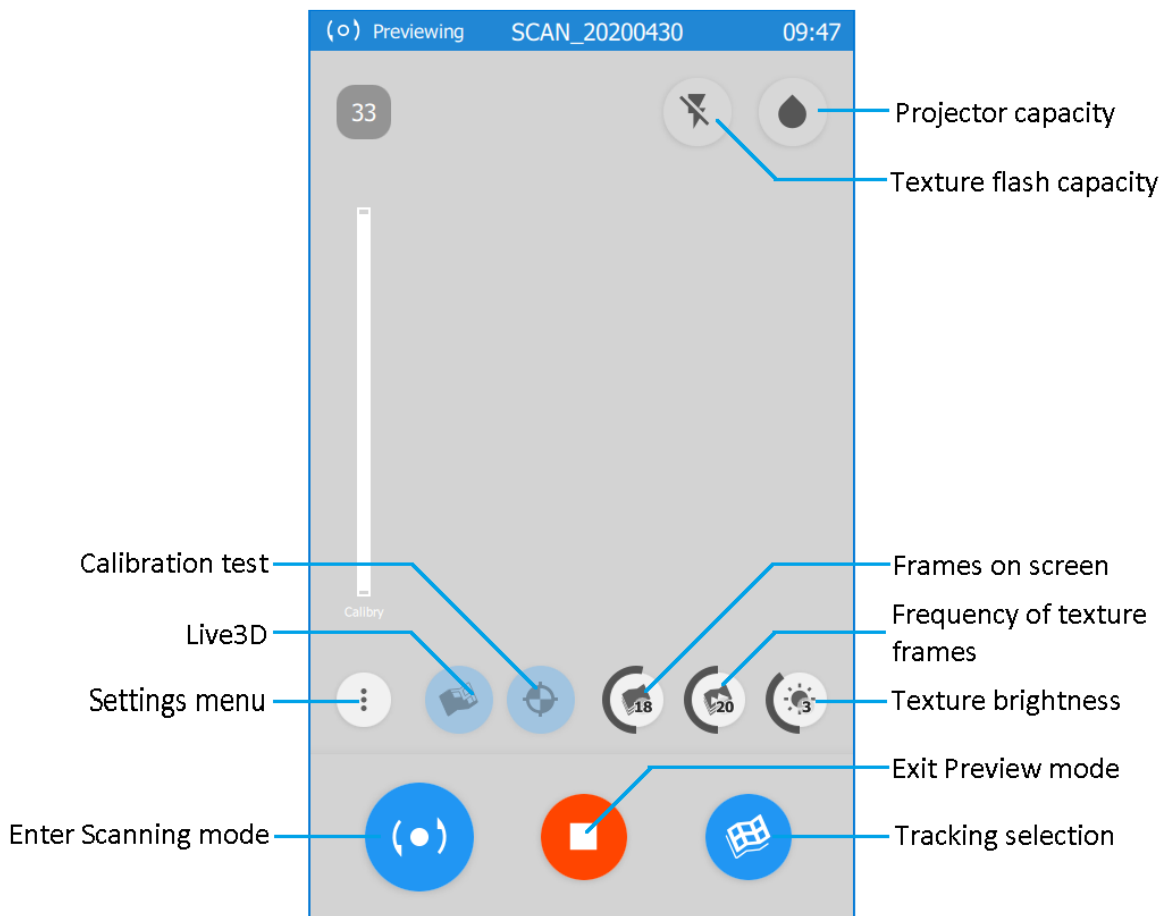 Previewing SCAN_20200430 09:47
33
Projector capacity
Texture flash capacity
Calibration test
Frames on screen
Calibry
Live3D
Frequency of texture
frames
Settings menu
18
20
3
Texture brightness
Exit Preview mode
Enter Scanning mode
Tracking selection